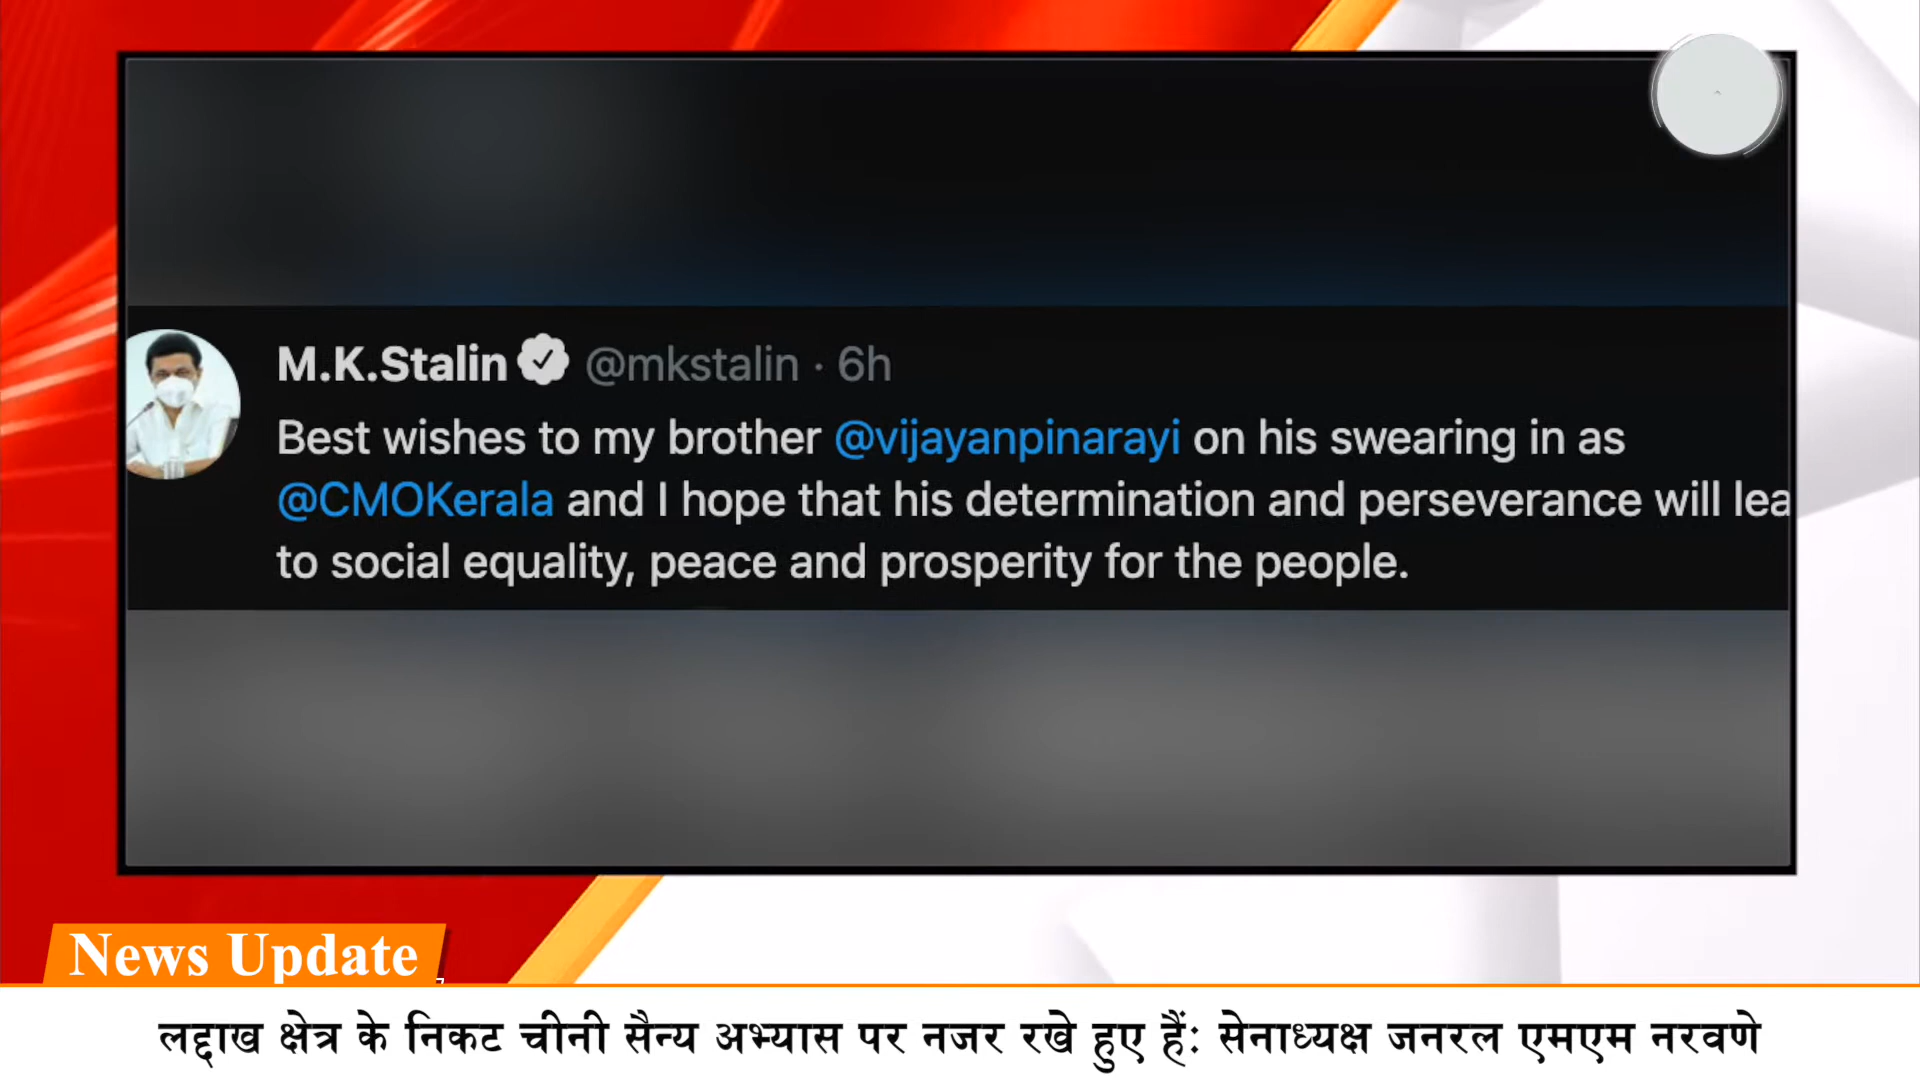 M.K.Stalin @mkstalin · 6h
Best wishes to my brother @vijayanpinarayi on his swearing in as
@CMOKerala and I hope that his determination and perseverance will lea
to social equality, peace and prosperity for the people.
News Update
लद्दाख क्षेत्र के निकट चीनी सैन्य अभ्यास पर नजर रखे हुए हैं: सेनाध्यक्ष जनरल एमएम नरवणे